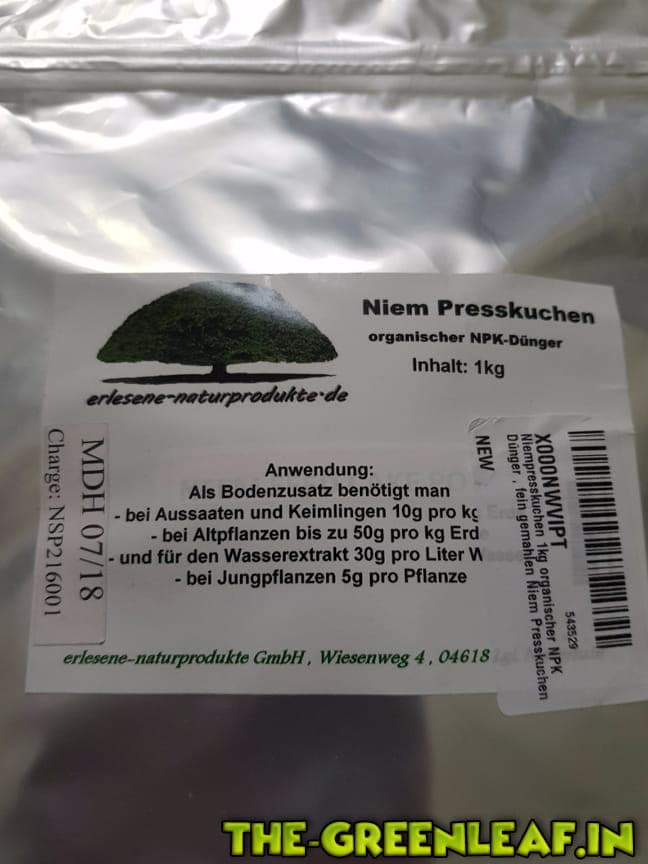 Niem Presskuchen
organischer NPK-Dünger
Inhalt: 1kg
erlesene-naturprodukte·de
Anwendung:
Als Bodenzusatz benötigt man
- bei Aussaaten und Keimlingen 10g pro kg
- bei Altpflanzen bis zu 50g pro kg Erd
- und für den Wasserextrakt 30g pro Liter W
- bei Jungpflanzen 5g pro Pflanze
erlesene-naturprodukte GmbH, Wiesenweg 4, 04618
MDH 07/18
Charge: NSP216001
X000NWVIPT
Niempresskuchen 1kg organischer NPK
Dünger , fein gemahlen Niem Presskuchen
NEW
543529
THE-GREENLEAF.IN